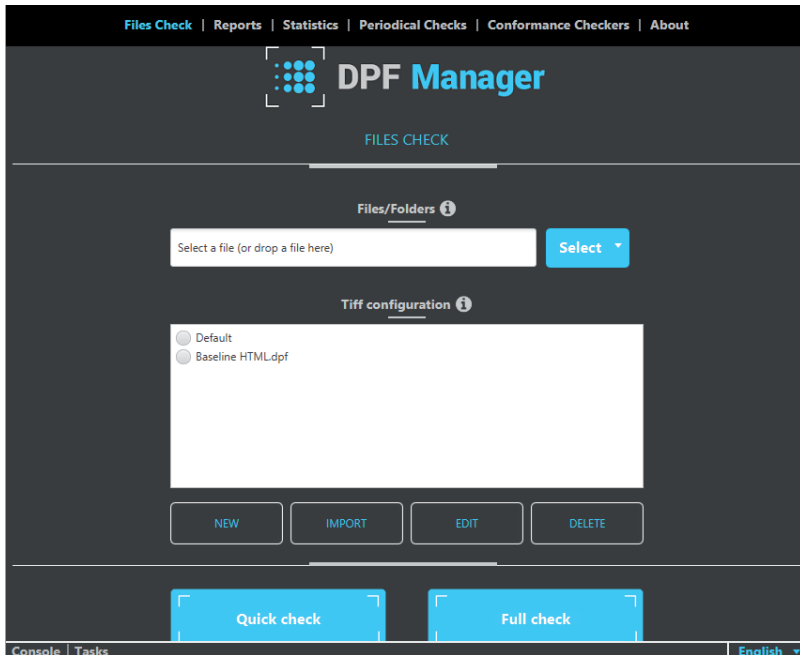 Files Check | Reports | Statistics | Periodical Checks | Conformance Checkers | About
DPF Manager
FILES CHECK
Files/Folders
Select a file (or drop a file here)
Select
Tiff configuration
Default
Baseline HTML.dpf
NEW IMPORT EDIT DELETE
Quick check Full check
Console | Tasks English